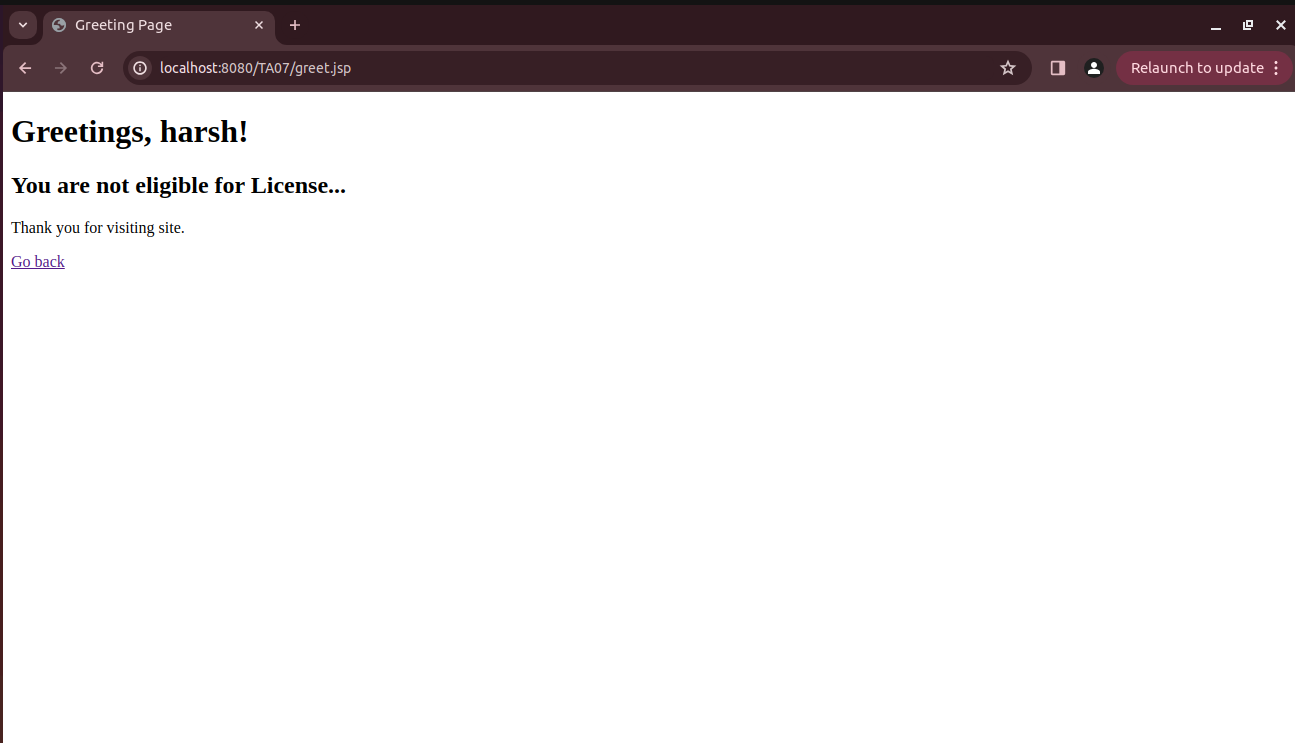 Greeting Page
localhost:8080/TA07/greet.jsp
Relaunch to update
Greetings, harsh!
You are not eligible for License...
Thank you for visiting site.
Go back